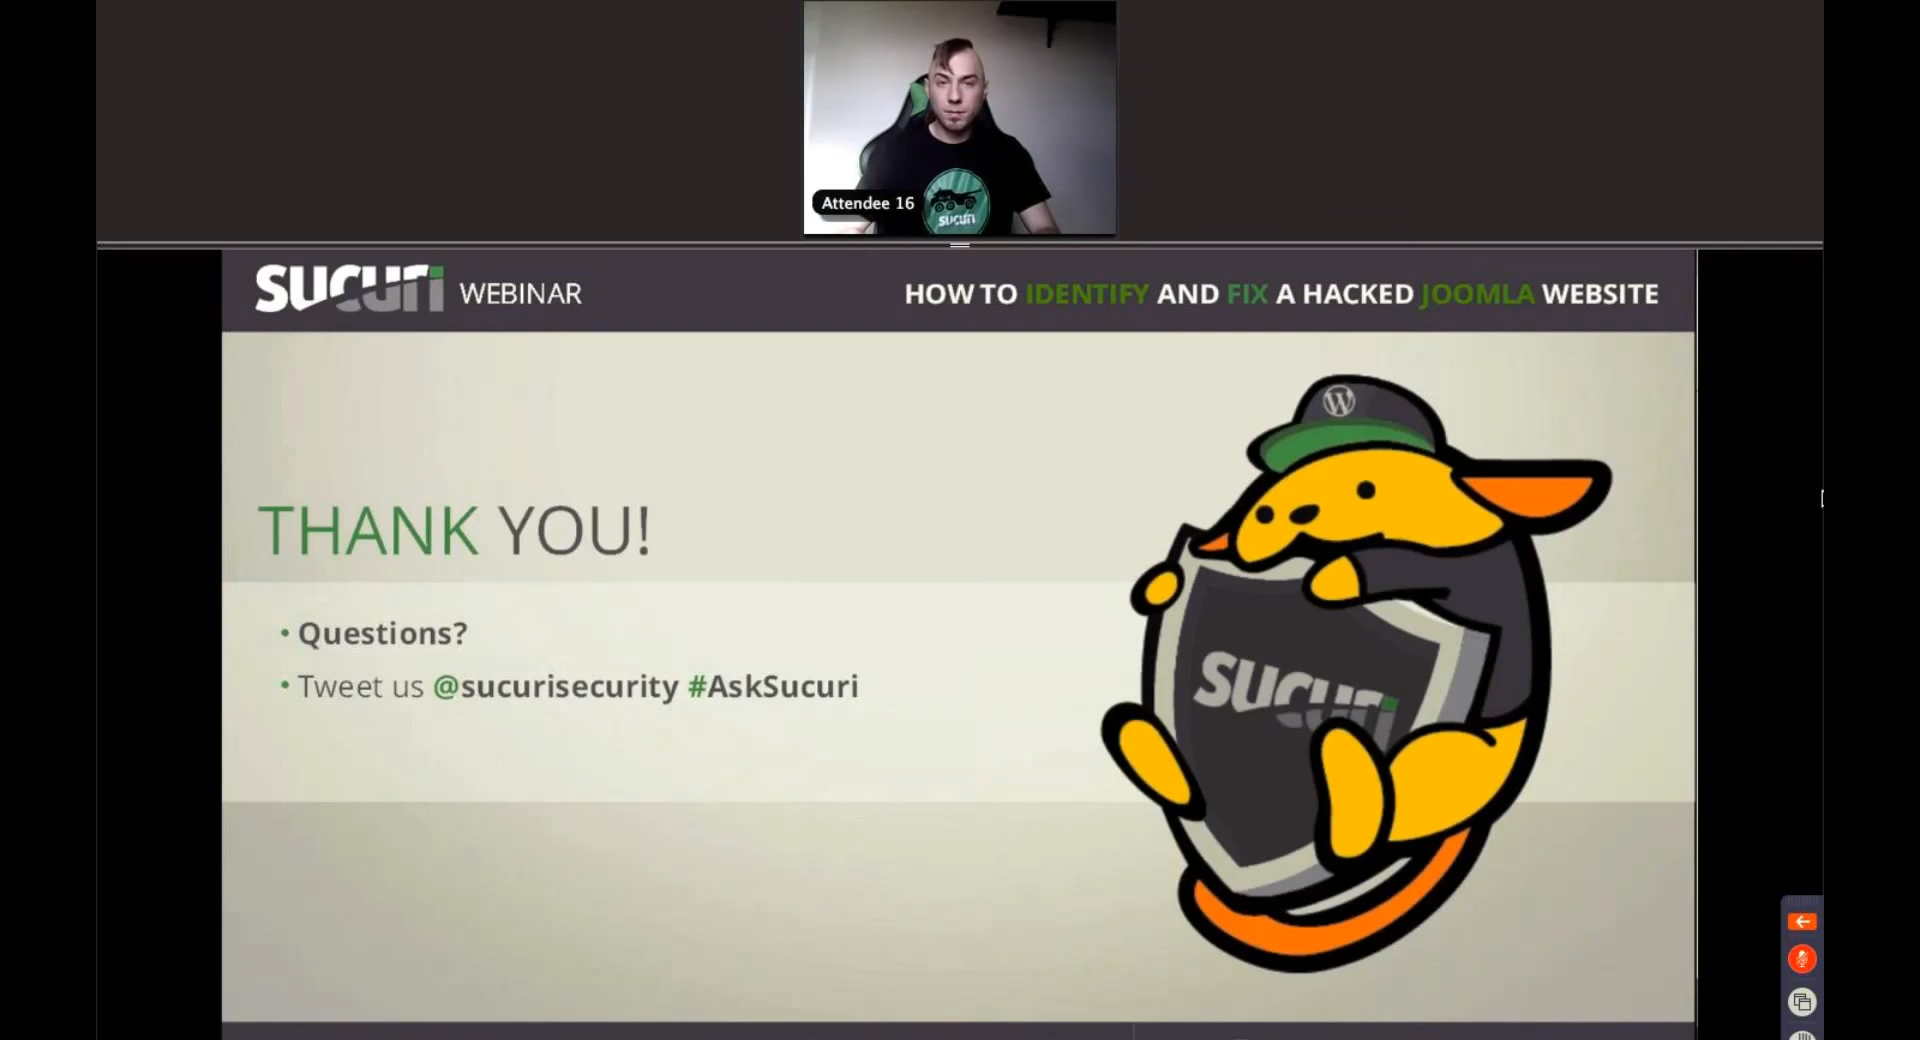 Attendee 16
sucuri
sucuri WEBINAR
HOW TO IDENTIFY AND FIX A HACKED JOOMLA WEBSITE
THANK YOU!
• Questions?
• Tweet us @sucurisecurity #AskSucuri
W
sucuri